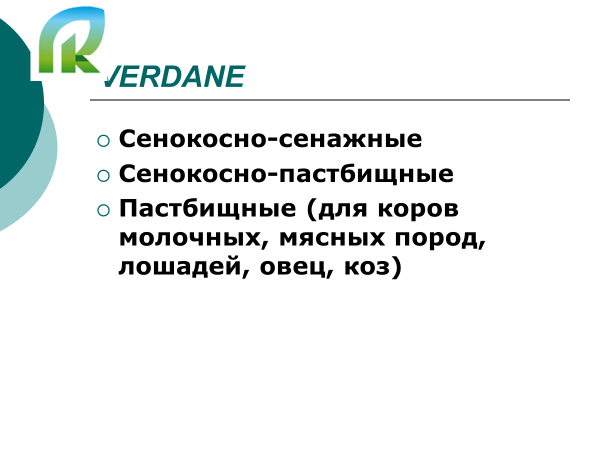 VERDANE
Сенокосно-сенажные
Сенокосно-пастбищные
Пастбищные (для коров
молочных, мясных пород,
лошадей, овец, коз)